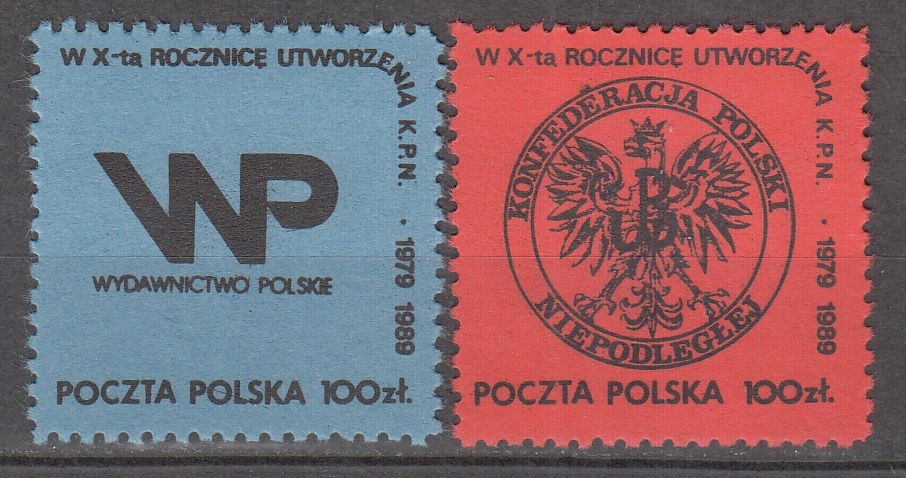 W X-ta ROCZNICĘ UTWORZENIA K.P.N. · 1979 1989
WP
WYDAWNICTWO POLSKIE
POCZTA POLSKA 100zł.
W X-ta ROCZNICĘ UTWORZENIA K.P.N. · 1979 1989
KONFEDERACJA POLSKI
NIEPODLEGŁEJ
POCZTA POLSKA 100zł.